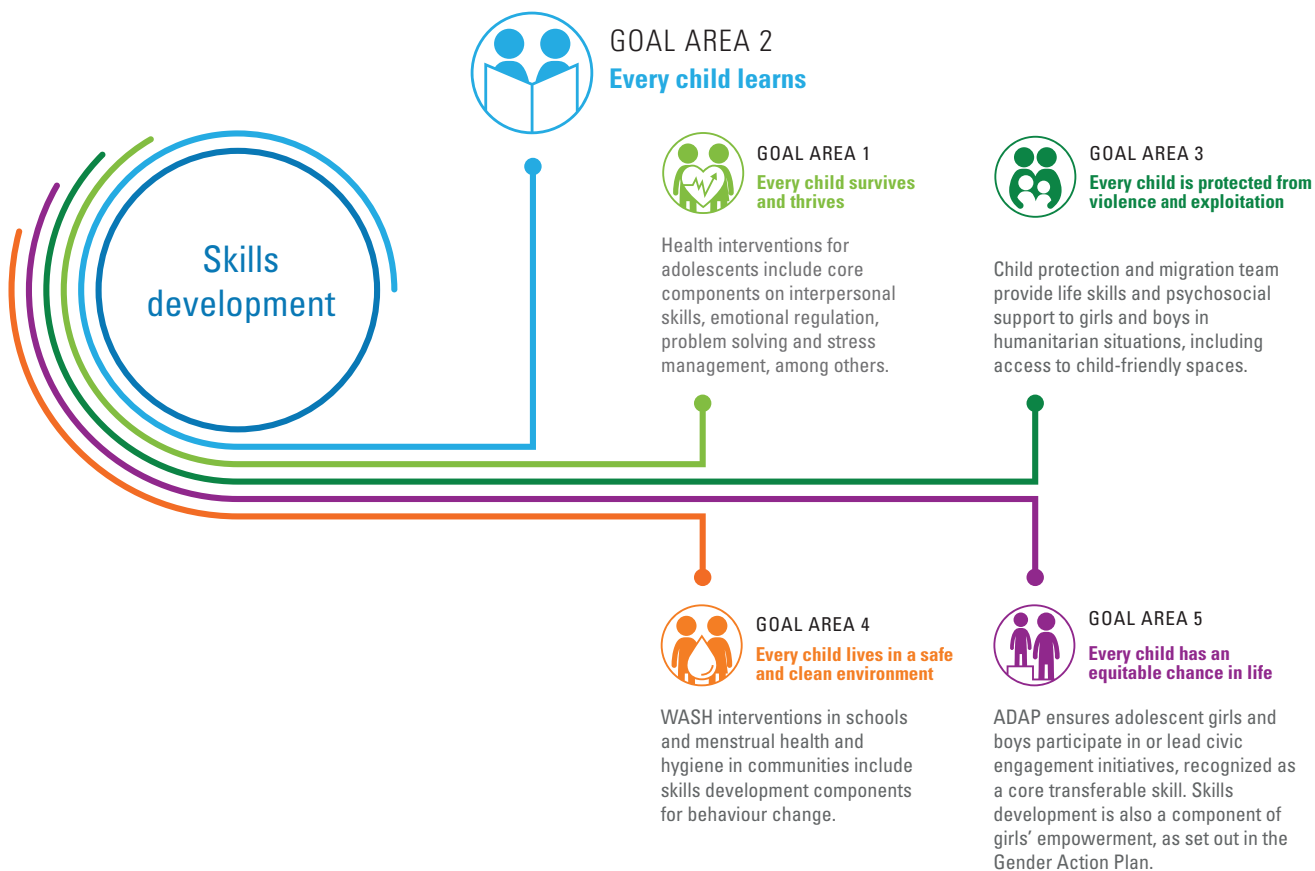 GOAL AREA 2
Every child learns
Skills
development
GOAL AREA 1
Every child survives
and thrives
Health interventions for
adolescents include core
components on interpersonal
skills, emotional regulation,
problem solving and stress
management, among others.
GOAL AREA 3
Every child is protected from
violence and exploitation
Child protection and migration team
provide life skills and psychosocial
support to girls and boys in
humanitarian situations, including
access to child-friendly spaces.
GOAL AREA 4
Every child lives in a safe
and clean environment
WASH interventions in schools
and menstrual health and
hygiene in communities include
skills development components
for behaviour change.
GOAL AREA 5
Every child has an
equitable chance in life
ADAP ensures adolescent girls and
boys participate in or lead civic
engagement initiatives, recognized as
a core transferable skill. Skills
development is also a component of
girls’ empowerment, as set out in the
Gender Action Plan.